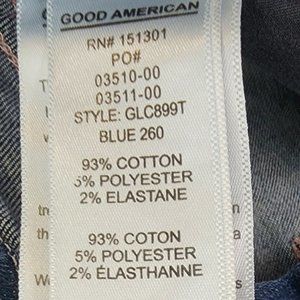 GOOD AMERICAN
RN# 151301
PO#
03510-00
03511-00
STYLE: GLC899T
BLUE 260
93% COTTON
5% POLYESTER
2% ELASTANE
93% COTON
5% POLYESTER
2% ÉLASTHANNE